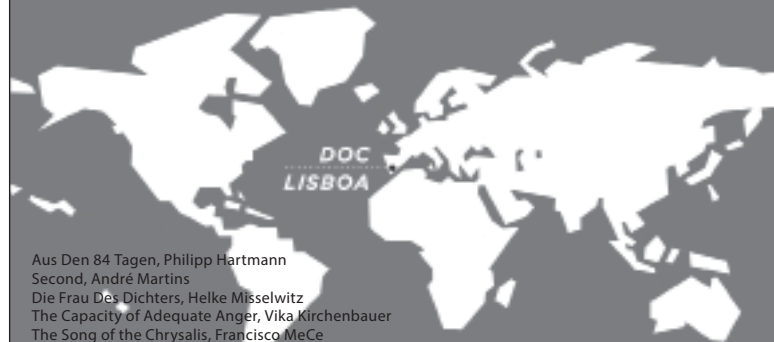 DOC
LISBOA
Aus Den 84 Tagen, Philipp Hartmann
Second, André Martins
Die Frau Des Dichters, Helke Misselwitz
The Capacity of Adequate Anger, Vika Kirchenbauer
The Song of the Chrysalis, Francisco MeCe